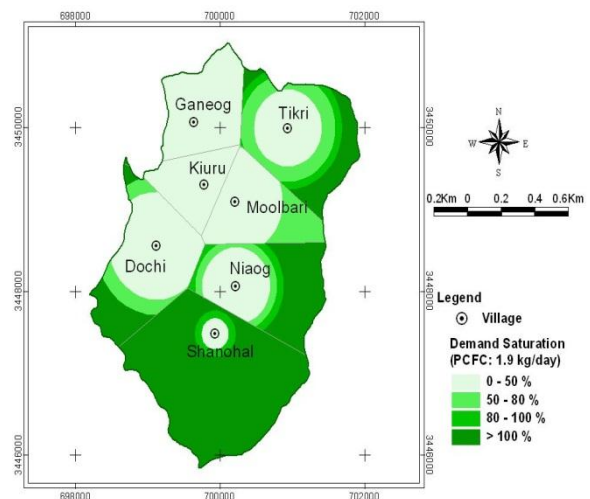 698000 700000 702000
3450000 3450000
3448000 3448000
3446000 3446000
Ganeog
Tikri
Kiuru
Moolbari
Dochi
Niaog
Shanohal
N
W E
S
0.2Km 0 0.2 0.4 0.6Km
Legend
Village
Demand Saturation
(PCFC: 1.9 kg/day)
0 - 50 %
50 - 80 %
80 - 100 %
> 100 %
698000 700000 702000